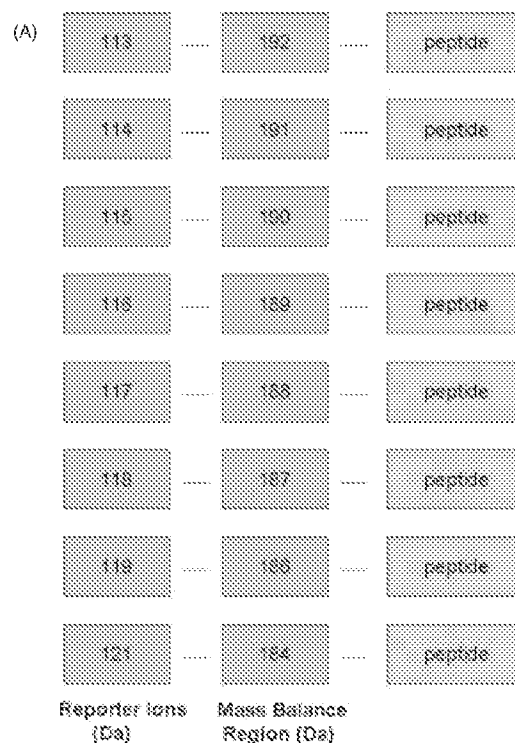 (A)
113 ..... 192 ..... peptide
114 ..... 191 ..... peptide
115 ..... 190 ..... peptide
116 ..... 189 ..... peptide
117 ..... 188 ..... peptide
118 ..... 187 ..... peptide
119 ..... 186 ..... peptide
121 ..... 184 ..... peptide
Reporter Ions Mass Balance
(Da) Region (Da)